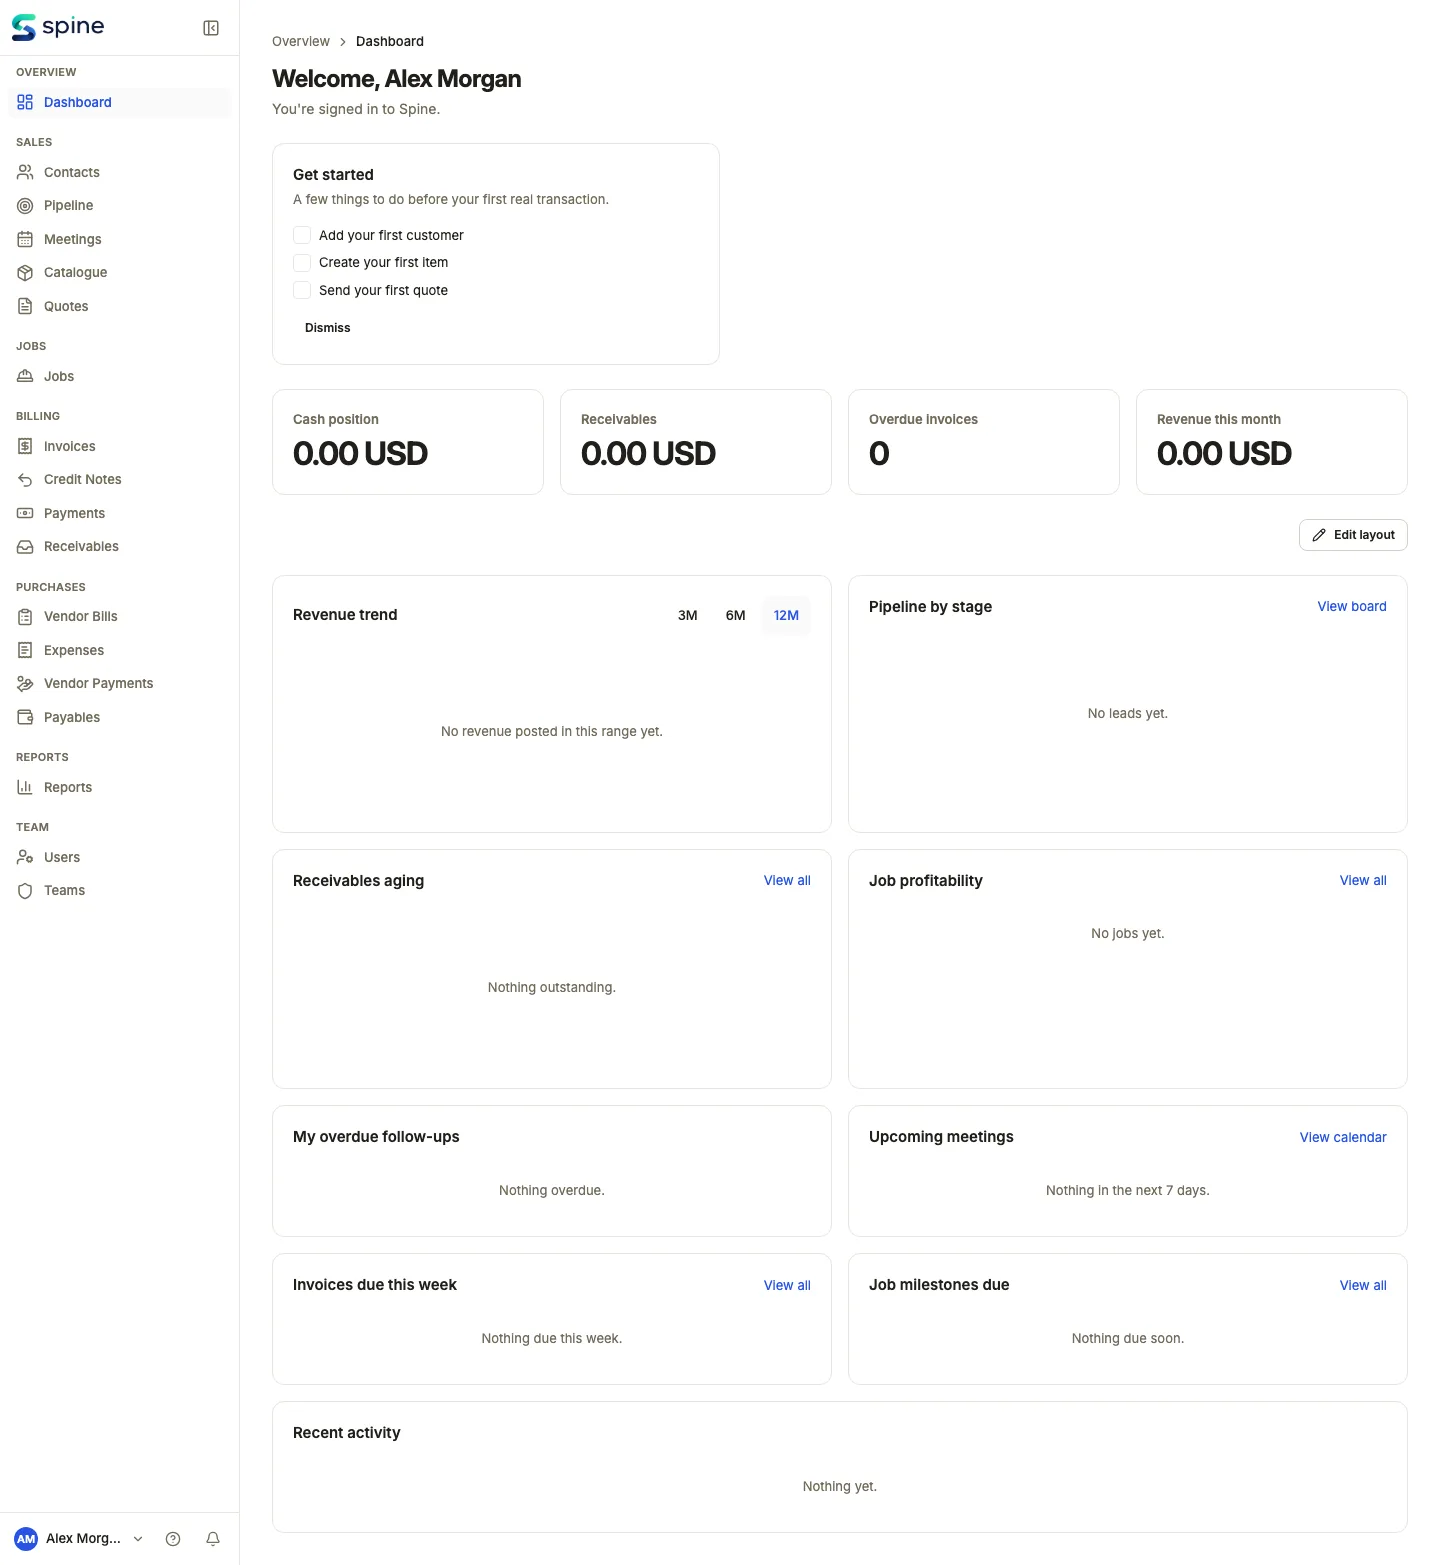 spine
OVERVIEW
Dashboard
SALES
Contacts
Pipeline
Meetings
Catalogue
Quotes
JOBS
Jobs
BILLING
Invoices
Credit Notes
Payments
Receivables
PURCHASES
Vendor Bills
Expenses
Vendor Payments
Payables
REPORTS
Reports
TEAM
Users
Teams
AM Alex Morg...
Overview > Dashboard
Welcome, Alex Morgan
You're signed in to Spine.
Get started
A few things to do before your first real transaction.
Add your first customer
Create your first item
Send your first quote
Dismiss
Cash position
0.00 USD
Receivables
0.00 USD
Overdue invoices
0
Revenue this month
0.00 USD
Edit layout
Revenue trend 3M 6M 12M
No revenue posted in this range yet.
Pipeline by stage View board
No leads yet.
Receivables aging View all
Nothing outstanding.
Job profitability View all
No jobs yet.
My overdue follow-ups
Nothing overdue.
Upcoming meetings View calendar
Nothing in the next 7 days.
Invoices due this week View all
Nothing due this week.
Job milestones due View all
Nothing due soon.
Recent activity
Nothing yet.